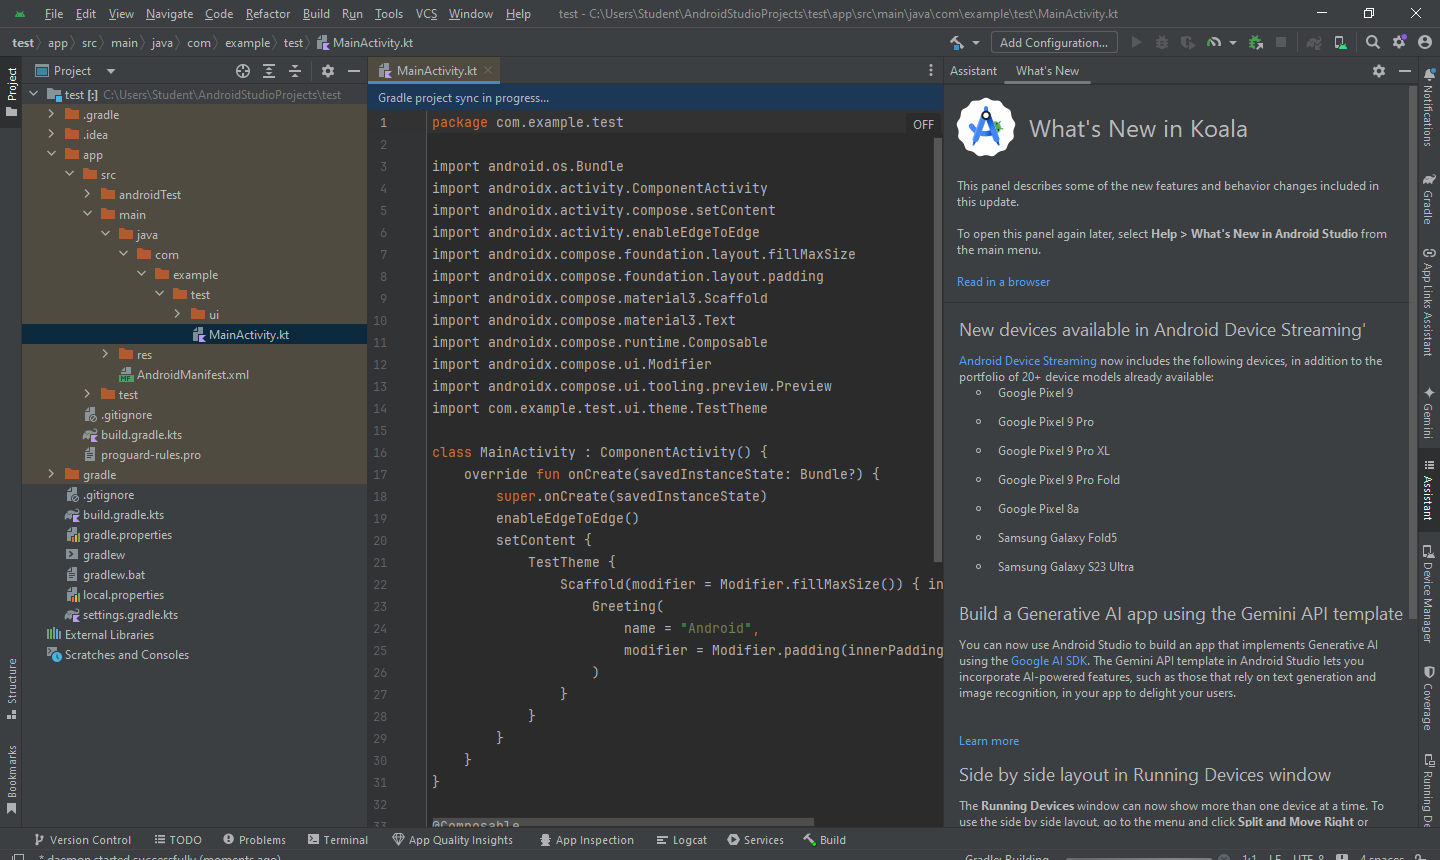 File Edit View Navigate Code Refactor Build Run Tools VCS Window Help test - C:\Users\Student\AndroidStudioProjects\test\app\src\main\java\com\example\test\MainActivity.kt
test app src main java com example test MainActivity.kt Add Configuration...
Project
Structure
Bookmarks
Project
test [:] C:\Users\Student\AndroidStudioProjects\test
.gradle
.idea
app
src
androidTest
main
java
com
example
test
ui
MainActivity.kt
res
AndroidManifest.xml
test
.gitignore
build.gradle.kts
proguard-rules.pro
gradle
.gitignore
build.gradle.kts
gradle.properties
gradlew
gradlew.bat
local.properties
settings.gradle.kts
External Libraries
Scratches and Consoles
MainActivity.kt
Gradle project sync in progress...
OFF
1 package com.example.test
2
3 import android.os.Bundle
4 import androidx.activity.ComponentActivity
5 import androidx.activity.compose.setContent
6 import androidx.activity.enableEdgeToEdge
7 import androidx.compose.foundation.layout.fillMaxSize
8 import androidx.compose.foundation.layout.padding
9 import androidx.compose.material3.Scaffold
10 import androidx.compose.material3.Text
11 import androidx.compose.runtime.Composable
12 import androidx.compose.ui.Modifier
13 import androidx.compose.ui.tooling.preview.Preview
14 import com.example.test.ui.theme.TestTheme
15
16 class MainActivity : ComponentActivity() {
17 override fun onCreate(savedInstanceState: Bundle?) {
18 super.onCreate(savedInstanceState)
19 enableEdgeToEdge()
20 setContent {
21 TestTheme {
22 Scaffold(modifier = Modifier.fillMaxSize()) { in
23 Greeting(
24 name = "Android",
25 modifier = Modifier.padding(innerPadding
26 )
27 }
28 }
29 }
30 }
31 }
32
33 @Composable
Assistant What's New
What's New in Koala
This panel describes some of the new features and behavior changes included in
this update.
To open this panel again later, select Help > What's New in Android Studio from
the main menu.
Read in a browser
New devices available in Android Device Streaming'
Android Device Streaming now includes the following devices, in addition to the
portfolio of 20+ device models already available:
Google Pixel 9
Google Pixel 9 Pro
Google Pixel 9 Pro XL
Google Pixel 9 Pro Fold
Google Pixel 8a
Samsung Galaxy Fold5
Samsung Galaxy S23 Ultra
Build a Generative AI app using the Gemini API template
You can now use Android Studio to build an app that implements Generative AI
using the Google AI SDK. The Gemini API template in Android Studio lets you
incorporate AI-powered features, such as those that rely on text generation and
image recognition, in your app to delight your users.
Learn more
Side by side layout in Running Devices window
The Running Devices window can now show more than one device at a time. To
use the side by side layout, go to the menu and click Split and Move Right or
Notifications
Gradle
App Links Assistant
Gemini
Assistant
Device Manager
Coverage
Running De
Version Control TODO Problems Terminal App Quality Insights App Inspection Logcat Services Build
* daemon started successfully (moments ago) Gradle: Building... 1:1 LF UTF-8 4 spaces